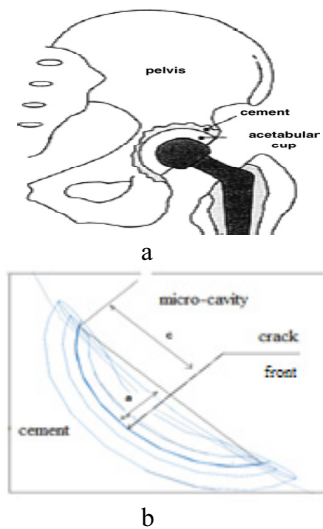 pelvis
cement
acetabular
cup
a
micro-cavity
c
crack
front
a
cement
b